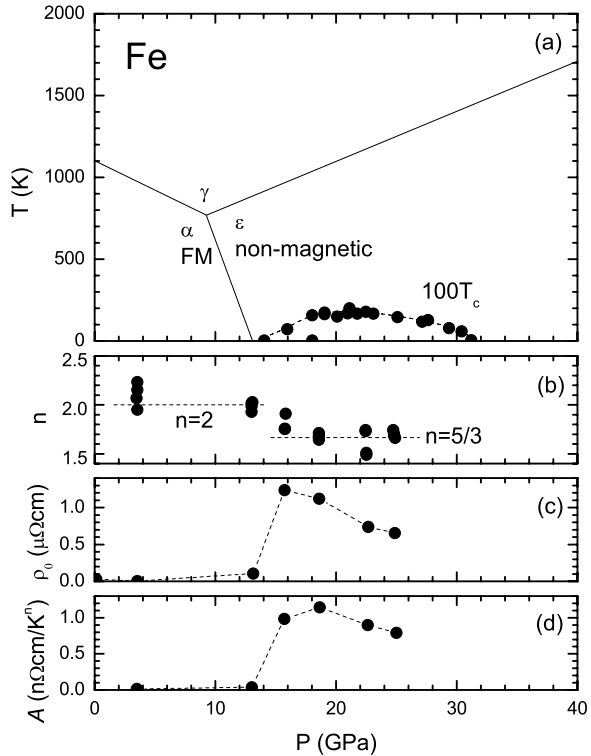 Fe
(a)
2000
1500
1000
500
0
T (K)
γ
α
ε
FM
non-magnetic
100T_c
(b)
2.5
2.0
1.5
n
n=2
n=5/3
(c)
1.0
0.5
0.0
ρ₀ (μΩcm)
(d)
1.0
0.5
0.0
A (nΩcm/Kⁿ)
0 10 20 30 40
P (GPa)